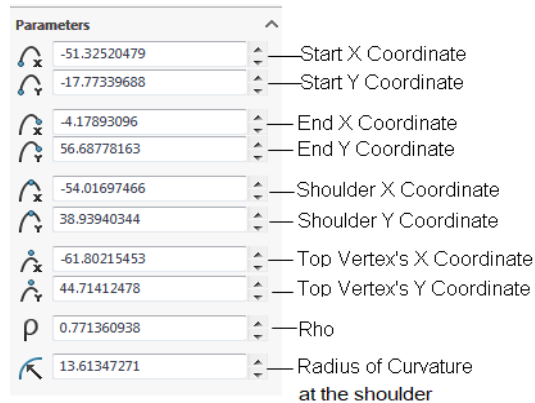 Parameters
X -51.32520479 Start X Coordinate
Y -17.77339688 Start Y Coordinate
X -4.17893096 End X Coordinate
Y 56.68778163 End Y Coordinate
X -54.01697466 Shoulder X Coordinate
Y 38.93940344 Shoulder Y Coordinate
X -61.80215453 Top Vertex's X Coordinate
Y 44.71412478 Top Vertex's Y Coordinate
ρ 0.771360938 Rho
13.61347271 Radius of Curvature
at the shoulder